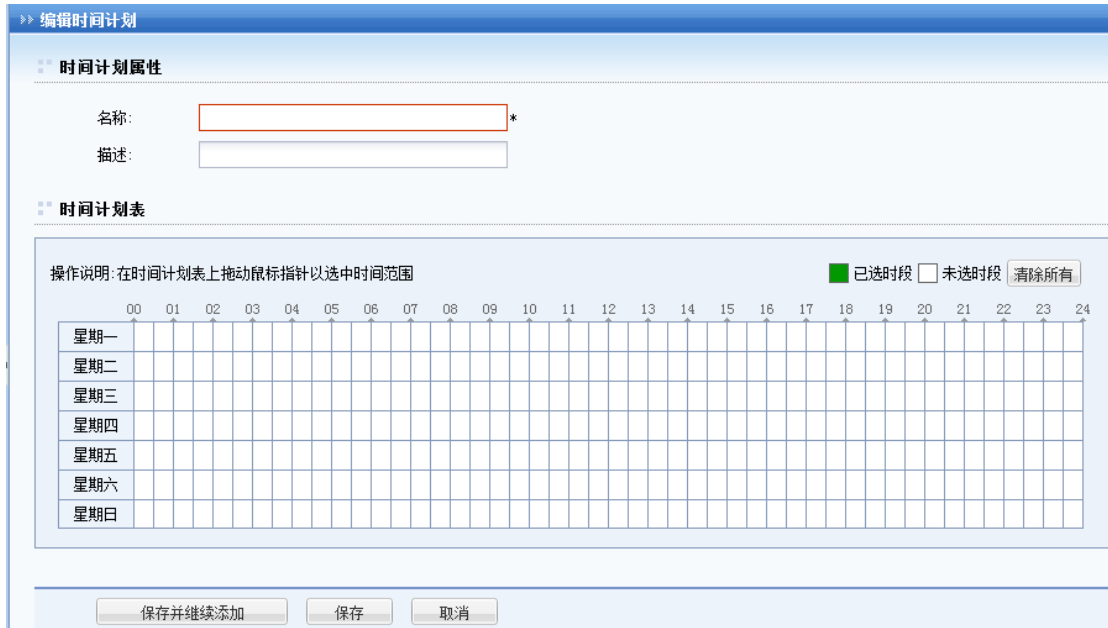 编辑时间计划
时间计划属性
名称: *
描述:
时间计划表
操作说明:在时间计划表上拖动鼠标指针以选中时间范围 已选时段 未选时段 清除所有
00 01 02 03 04 05 06 07 08 09 10 11 12 13 14 15 16 17 18 19 20 21 22 23 24
星期一
星期二
星期三
星期四
星期五
星期六
星期日
保存并继续添加 保存 取消